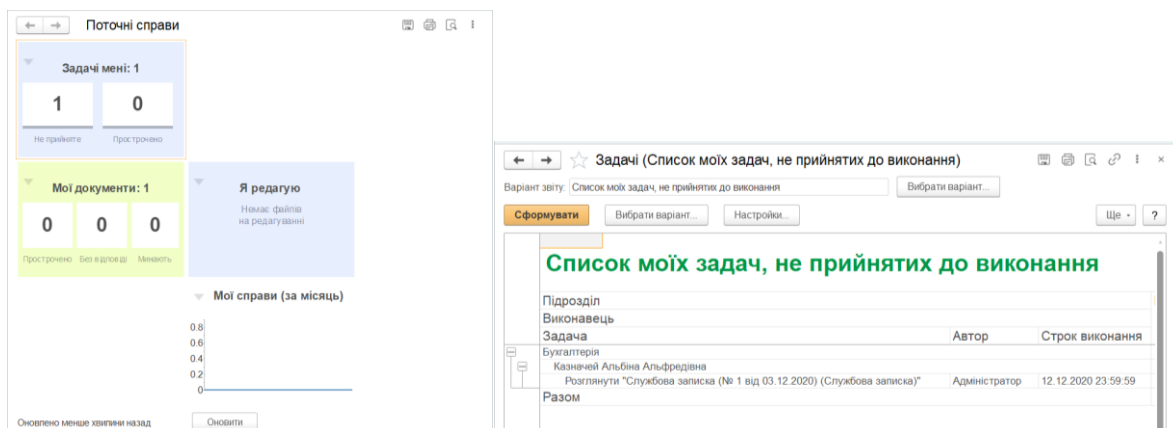 Поточні справи
Задачі мені: 1
1 0
Не прийняте Прострочено
Мої документи: 1
0 0 0
Прострочено Без відповіді Минають
Я редагую
Немає файлів
на редагуванні
Мої справи (за місяць)
0.8
0.6
0.4
0.2
0
Оновлено менше хвилини назад Оновити
Задачі (Список моїх задач, не прийнятих до виконання)
Варіант звіту: Список моїх задач, не прийнятих до виконання Вибрати варіант...
Сформувати Вибрати варіант... Настройки... Ще ?
Список моїх задач, не прийнятих до виконання
Підрозділ
Виконавець
Задача Автор Строк виконання
Бухгалтерія
Казначей Альбіна Альфредівна
Розглянути "Службова записка (№ 1 від 03.12.2020) (Службова записка)" Адміністратор 12.12.2020 23:59:59
Разом